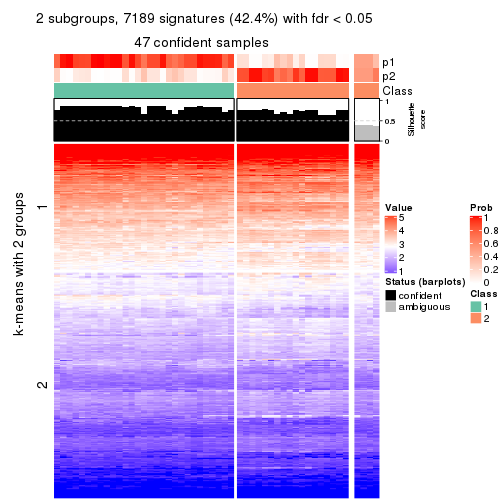 2 subgroups, 7189 signatures (42.4%) with fdr < 0.05
47 confident samples
p1
p2
Class
1
0.5
0
Silhouette
score
k-means with 2 groups
1
2
Value
5
4
3
2
1
Status (barplots)
confident
ambiguous
Prob
1
0.8
0.6
0.4
0.2
0
Class
1
2